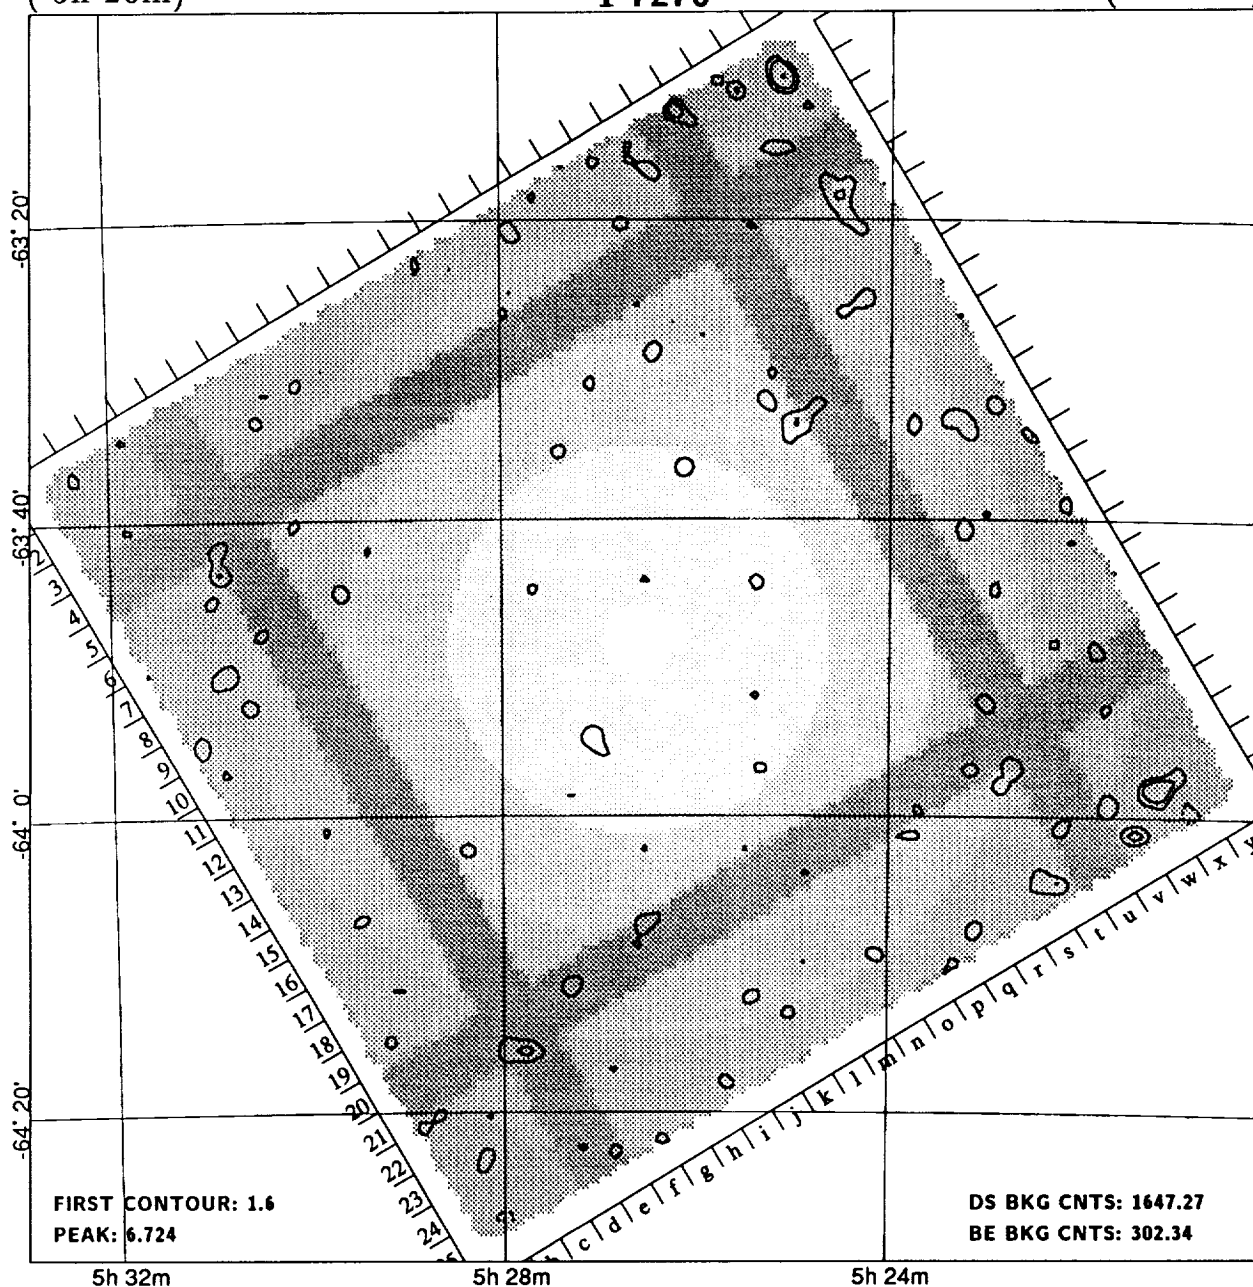 -63° 20'
-63° 40'
-64° 0'
-64° 20'
2
3
4
5
6
7
8
9
10
11
12
13
14
15
16
17
18
19
20
21
22
23
24
c
d
e
f
g
h
i
j
k
l
m
n
o
p
q
r
s
t
u
v
w
x
y
FIRST CONTOUR: 1.6
PEAK: 6.724
DS BKG CNTS: 1647.27
BE BKG CNTS: 302.34
5h 32m
5h 28m
5h 24m